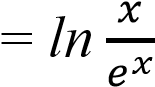 = ln x/e^x